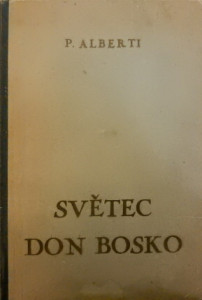 P. ALBERTI
SVĚTEC
DON BOSKO